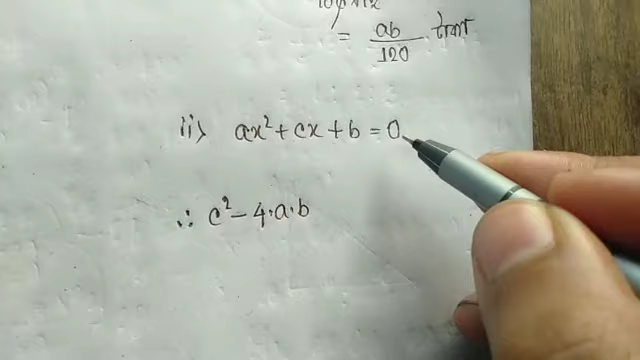 = ab/120
ii> ax² + cx + b = 0
∴ c² - 4·a·b